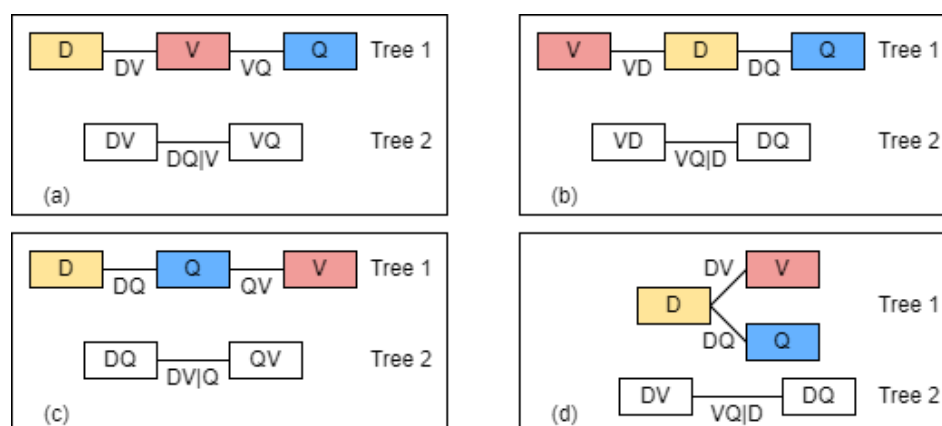 D V Q Tree 1
DV VQ
DV VQ Tree 2
DQ|V
(a)
V D Q Tree 1
VD DQ
VD DQ Tree 2
VQ|D
(b)
D Q V Tree 1
DQ QV
DQ QV Tree 2
DV|Q
(c)
DV V
D Tree 1
DQ Q
DV DQ Tree 2
VQ|D
(d)